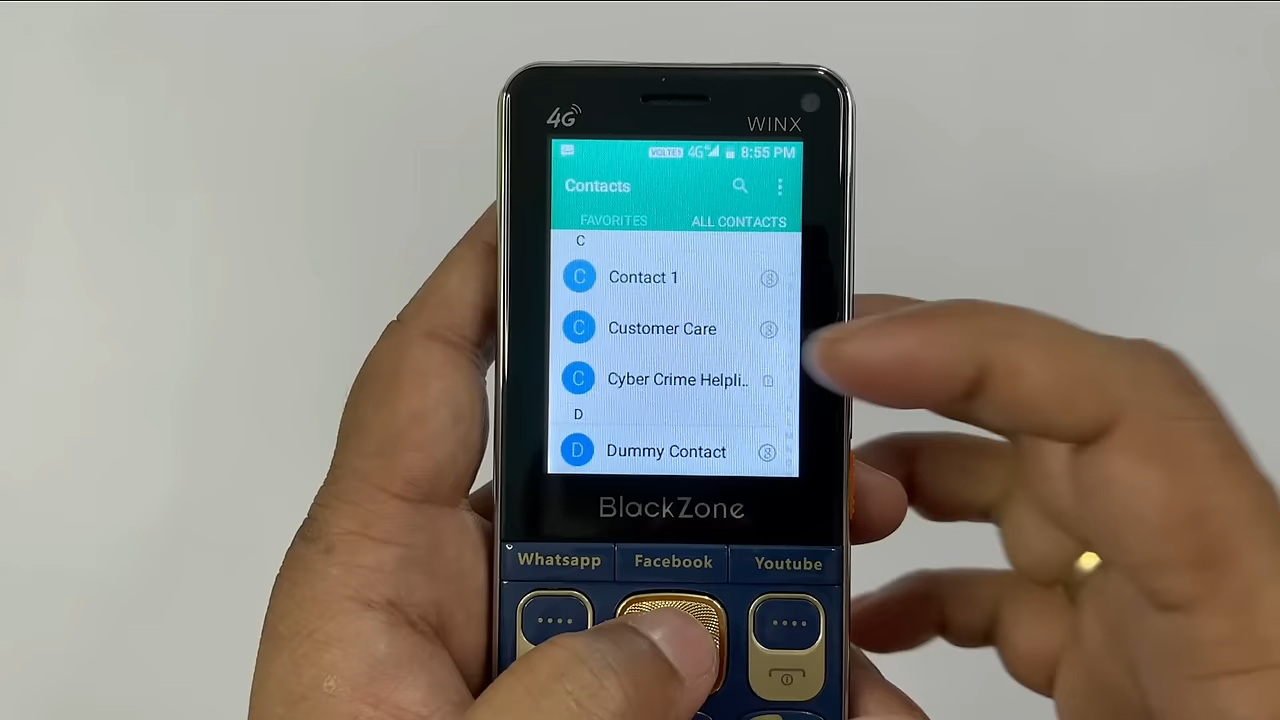 4G
WINX
VOLTE 4G 8:55 PM
Contacts
FAVORITES ALL CONTACTS
C
C Contact 1
C Customer Care
C Cyber Crime Helpli..
D
D Dummy Contact
BlackZone
Whatsapp Facebook Youtube